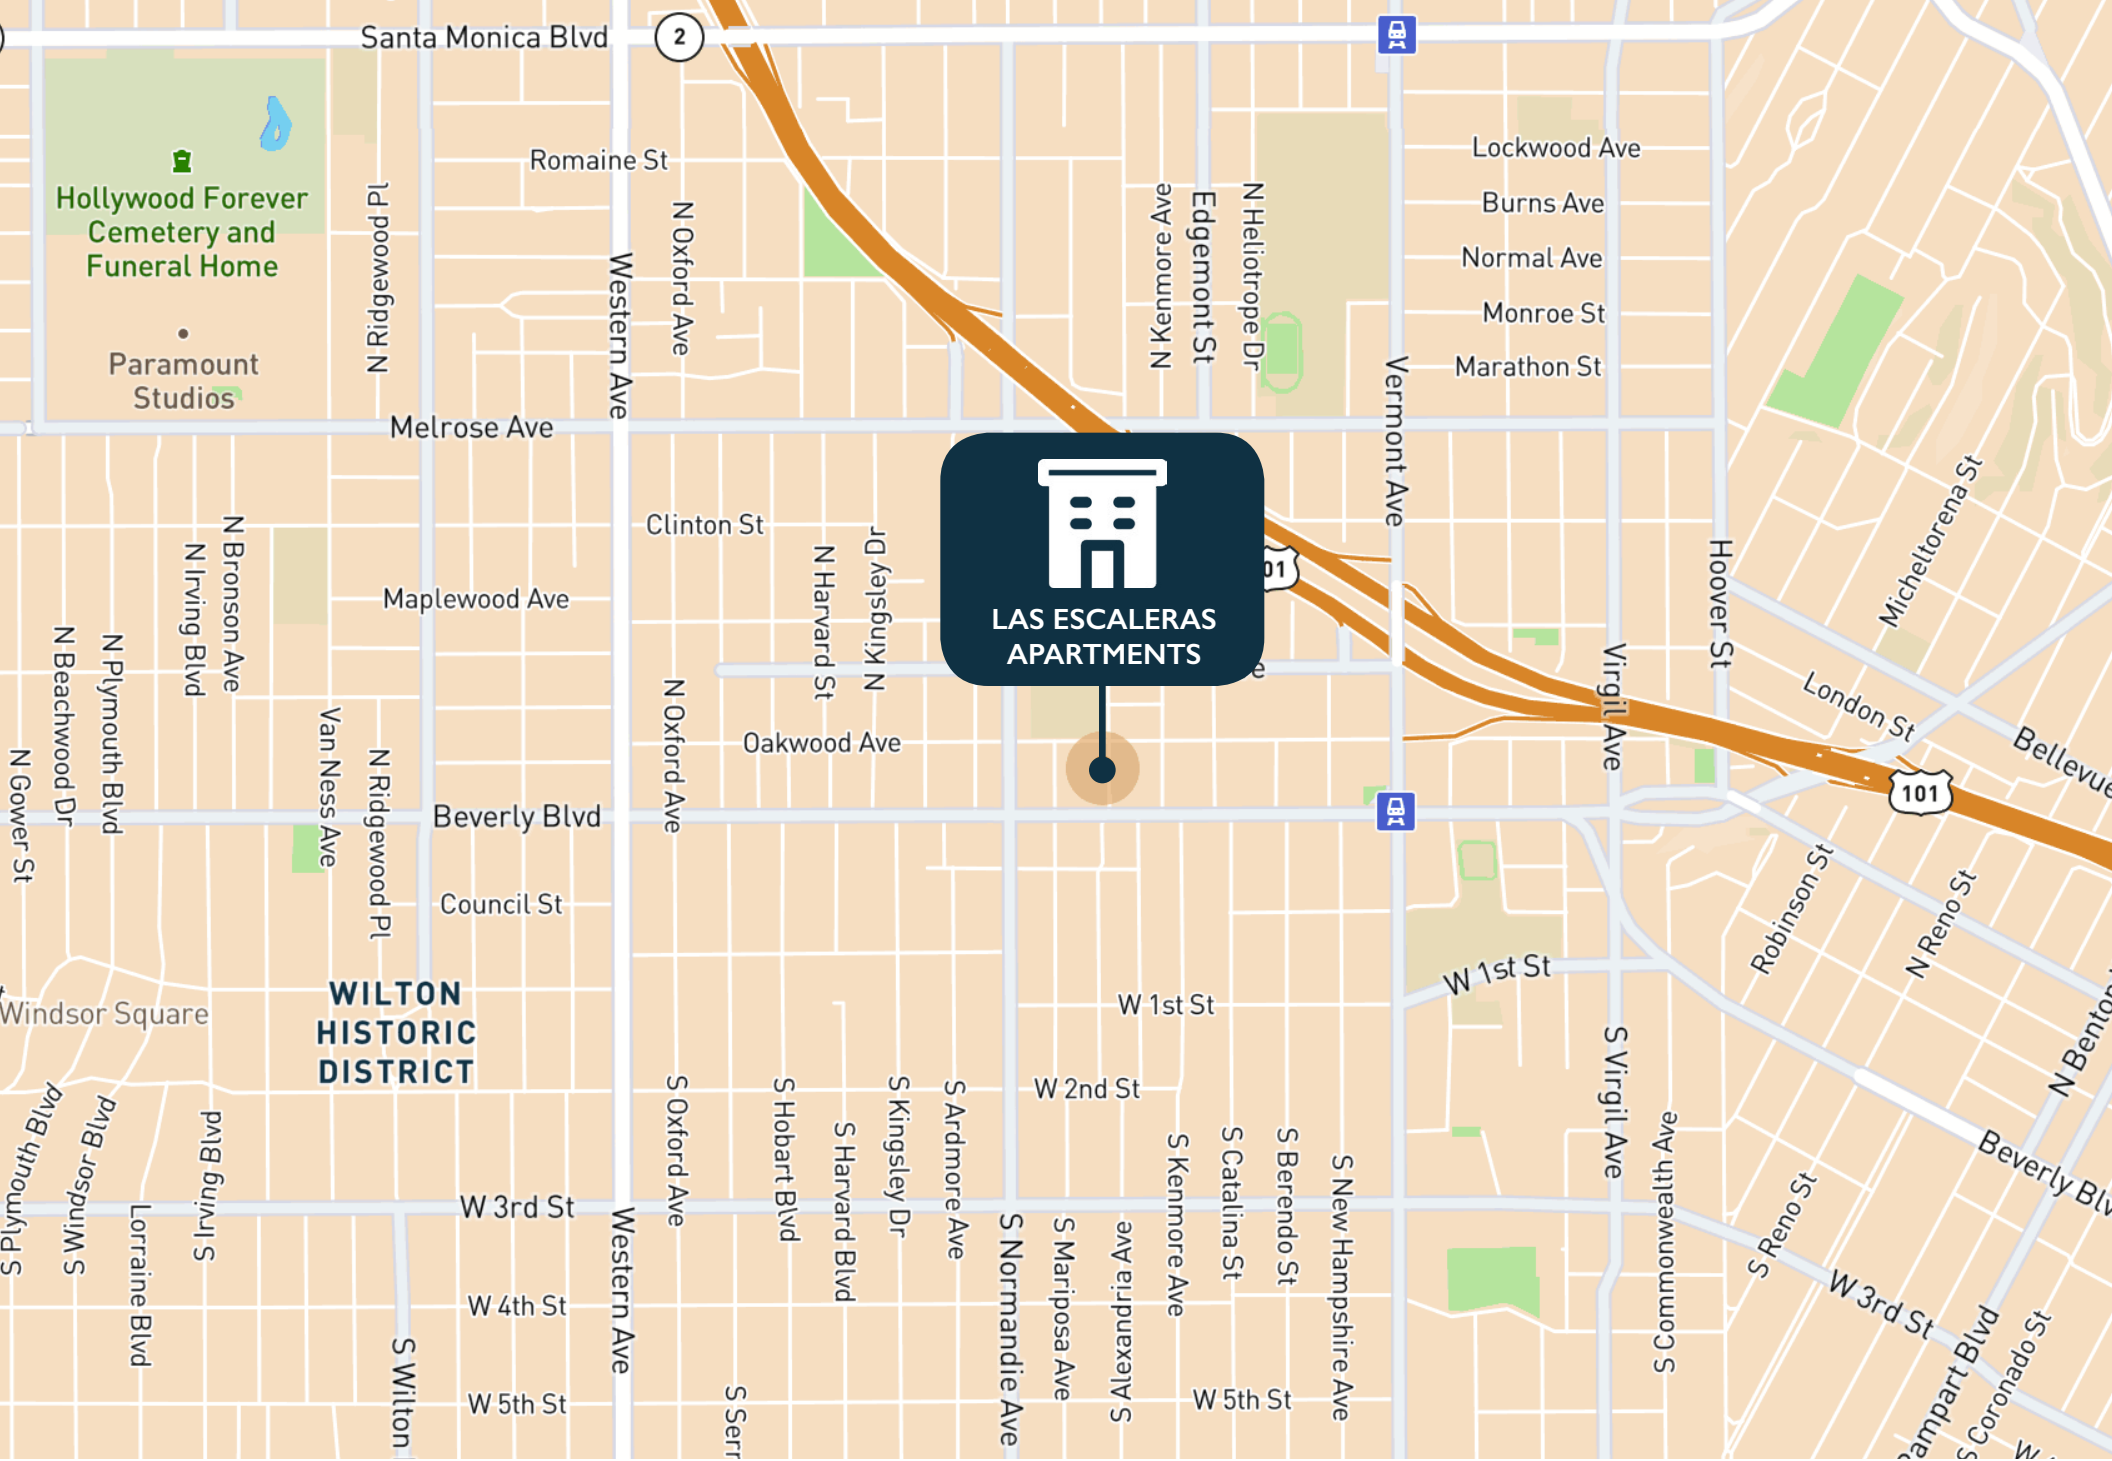 Santa Monica Blvd
2
Romaine St
Lockwood Ave
Burns Ave
Normal Ave
Monroe St
Marathon St
Hollywood Forever
Cemetery and
Funeral Home
Paramount
Studios
N Ridgewood Pl
Western Ave
N Oxford Ave
N Kenmore Ave
Edgemont St
N Heliotrope Dr
Vermont Ave
Melrose Ave
Clinton St
Maplewood Ave
N Harvard St
N Kingsley Dr
LAS ESCALERAS
APARTMENTS
01
e
Hoover St
Micheltorena St
London St
Bellevue
Virgil Ave
101
N Gower St
N Beachwood Dr
N Plymouth Blvd
N Irving Blvd
N Bronson Ave
Van Ness Ave
N Ridgewood Pl
N Oxford Ave
Oakwood Ave
Beverly Blvd
Council St
Robinson St
N Reno St
W 1st St
W 1st St
WILTON
HISTORIC
DISTRICT
Windsor Square
W 2nd St
N Benton
S Virgil Ave
S Commonwealth Ave
Beverly Blv
S Plymouth Blvd
S Windsor Blvd
Lorraine Blvd
S Irving Blvd
W 3rd St
S Oxford Ave
S Hobart Blvd
S Harvard Blvd
S Kingsley Dr
S Ardmore Ave
S Normandie Ave
S Mariposa Ave
S Alexandria Ave
S Kenmore Ave
S Catalina St
S Berendo St
S New Hampshire Ave
S Reno St
W 3rd St
W 4th St
Western Ave
S Wilton
W 5th St
S Serr
W 5th St
Rampart Blvd
S Coronado St
W